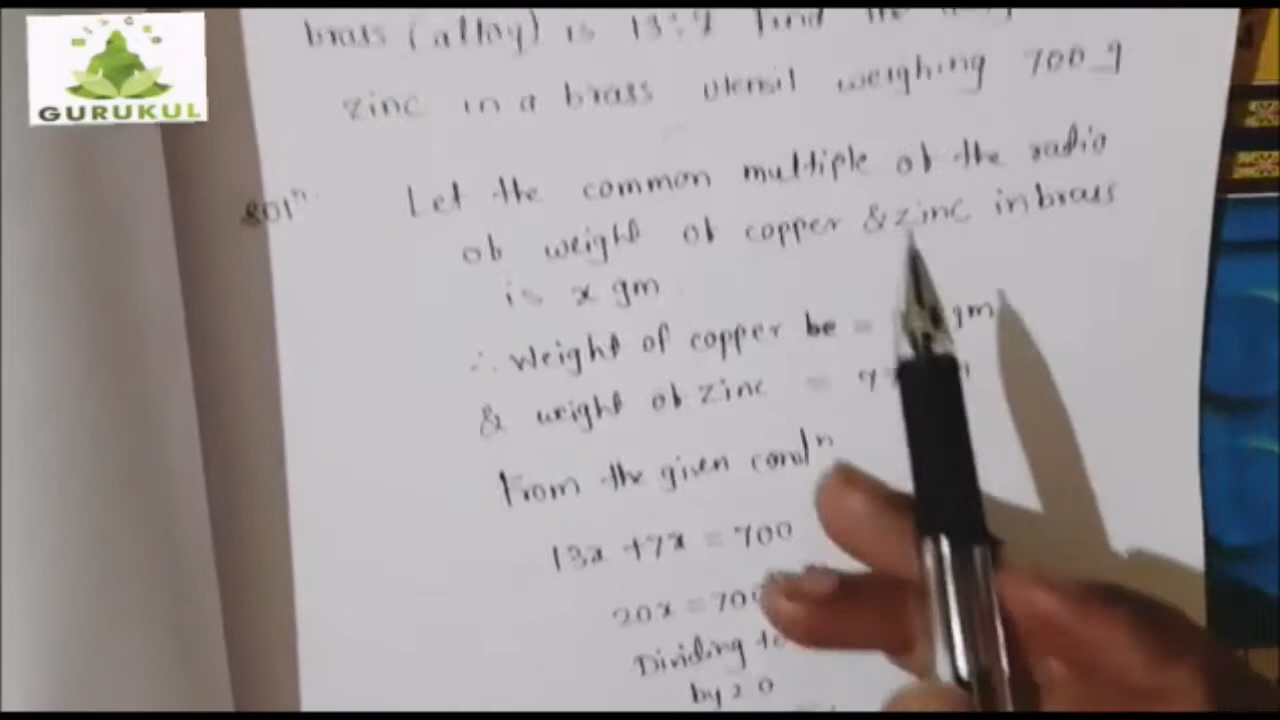 GURUKUL
brass (alloy) is 13:7 find the
zinc in a brass utensil weighing 700 g
Soln Let the common multiple of the radio
of weight of copper & zinc in brass
is x gm
∴ Weight of copper be = gm
& weight of zinc = 7
From the given condn
13x + 7x = 700
20x = 700
Dividing
by 20